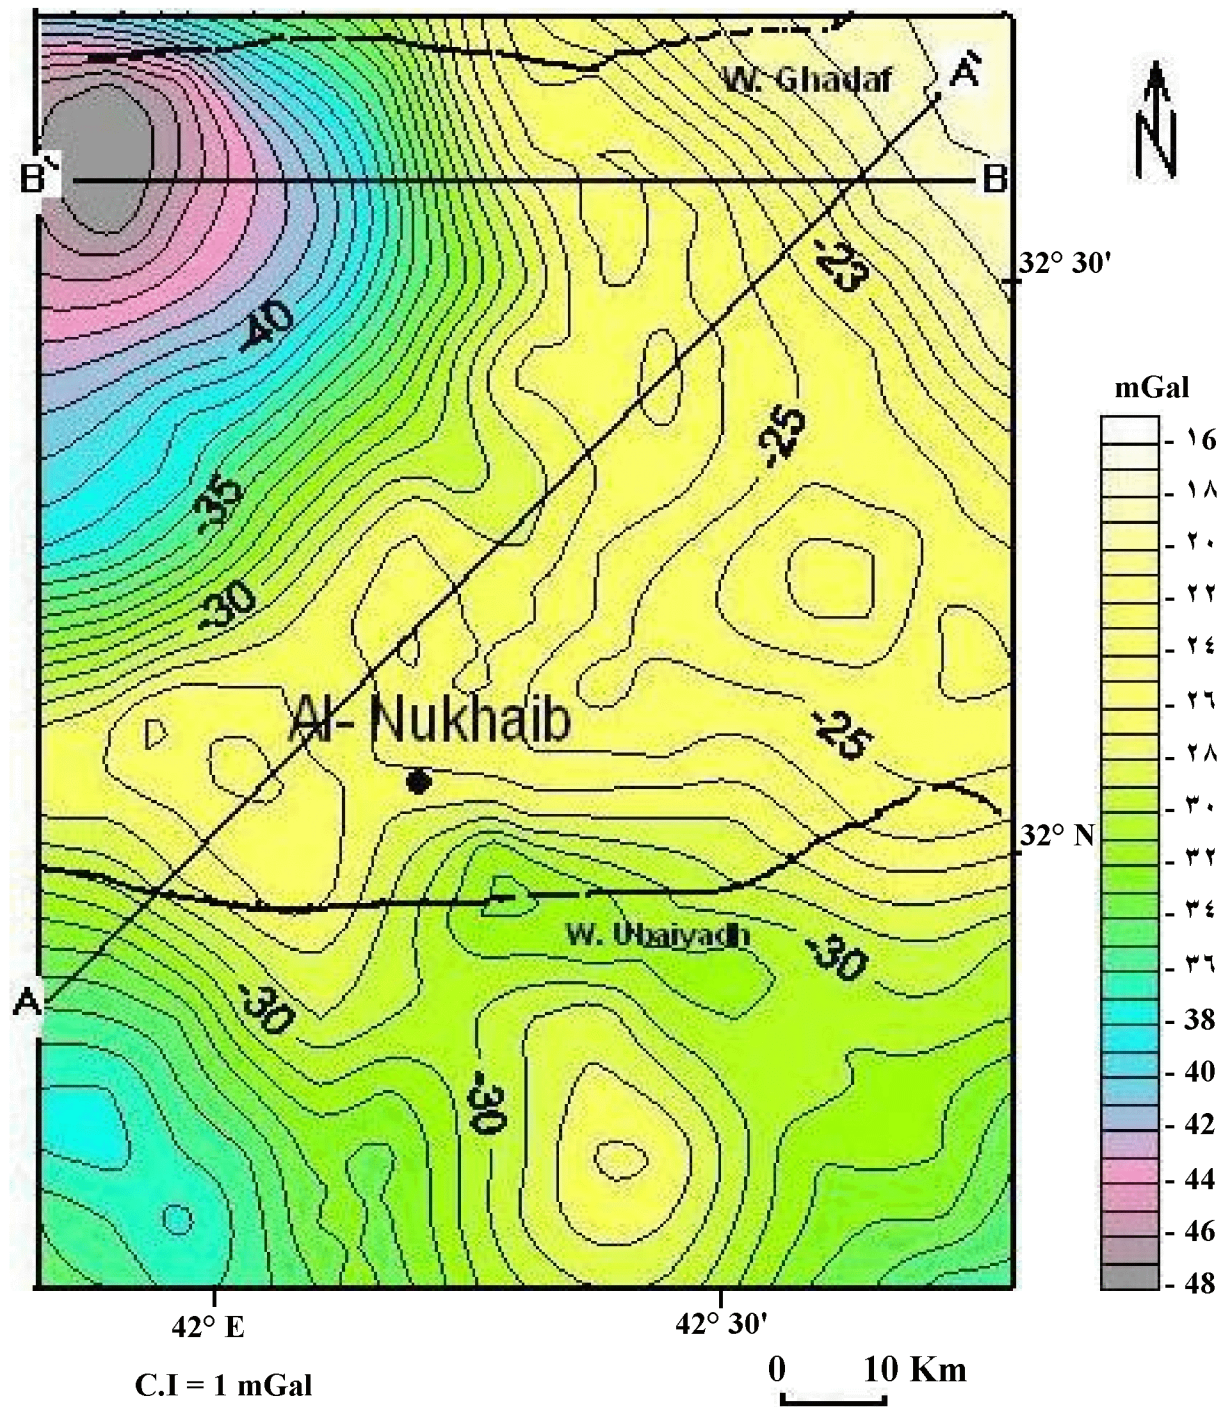 W. Ghadaf
A`
N
B`
B
-23
32° 30'
-40
mGal
-25
- ١6
- ١٨
-35
- ٢٠
- ٢٢
-30
- ٢٤
- ٢٦
Al- Nukhaib
-25
- ٢٨
- ٣٠
32° N
- ٣٢
- ٣٤
W. Ubaiyadh
-30
- ٣٦
A
-30
- 38
- 40
-30
- 42
- 44
- 46
- 48
42° E
42° 30'
0 10 Km
C.I = 1 mGal